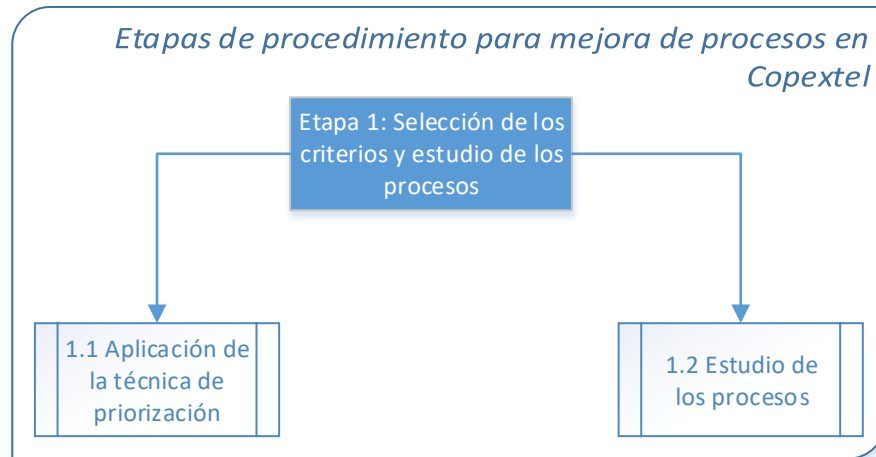 Etapas de procedimiento para mejora de procesos en
Copextel
Etapa 1: Selección de los
criterios y estudio de los
procesos
1.1 Aplicación de
la técnica de
priorización
1.2 Estudio de
los procesos